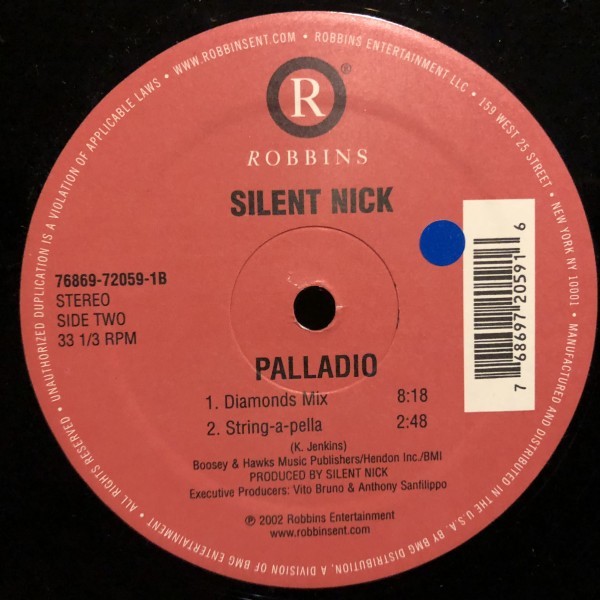 UNAUTHORIZED DUPLICATION IS A VIOLATION OF APPLICABLE LAWS • WWW.ROBBINSENT.COM • ROBBINS ENTERTAINMENT LLC • 159 WEST 25 STREET • NEW YORK NY 10001 • MANUFACTURED AND DISTRIBUTED IN THE U.S.A. BY BMG DISTRIBUTION, A DIVISION OF BMG ENTERTAINMENT • ALL RIGHTS RESERVED •
R ®
ROBBINS
SILENT NICK
76869-72059-1B
STEREO
SIDE TWO
33 1/3 RPM
7 68697 20591 6
PALLADIO
1. Diamonds Mix 8:18
2. String-a-pella 2:48
(K. Jenkins)
Boosey & Hawks Music Publishers/Hendon Inc./BMI
PRODUCED BY SILENT NICK
Executive Producers: Vito Bruno & Anthony Sanfilippo
℗ 2002 Robbins Entertainment
www.robbinsent.com